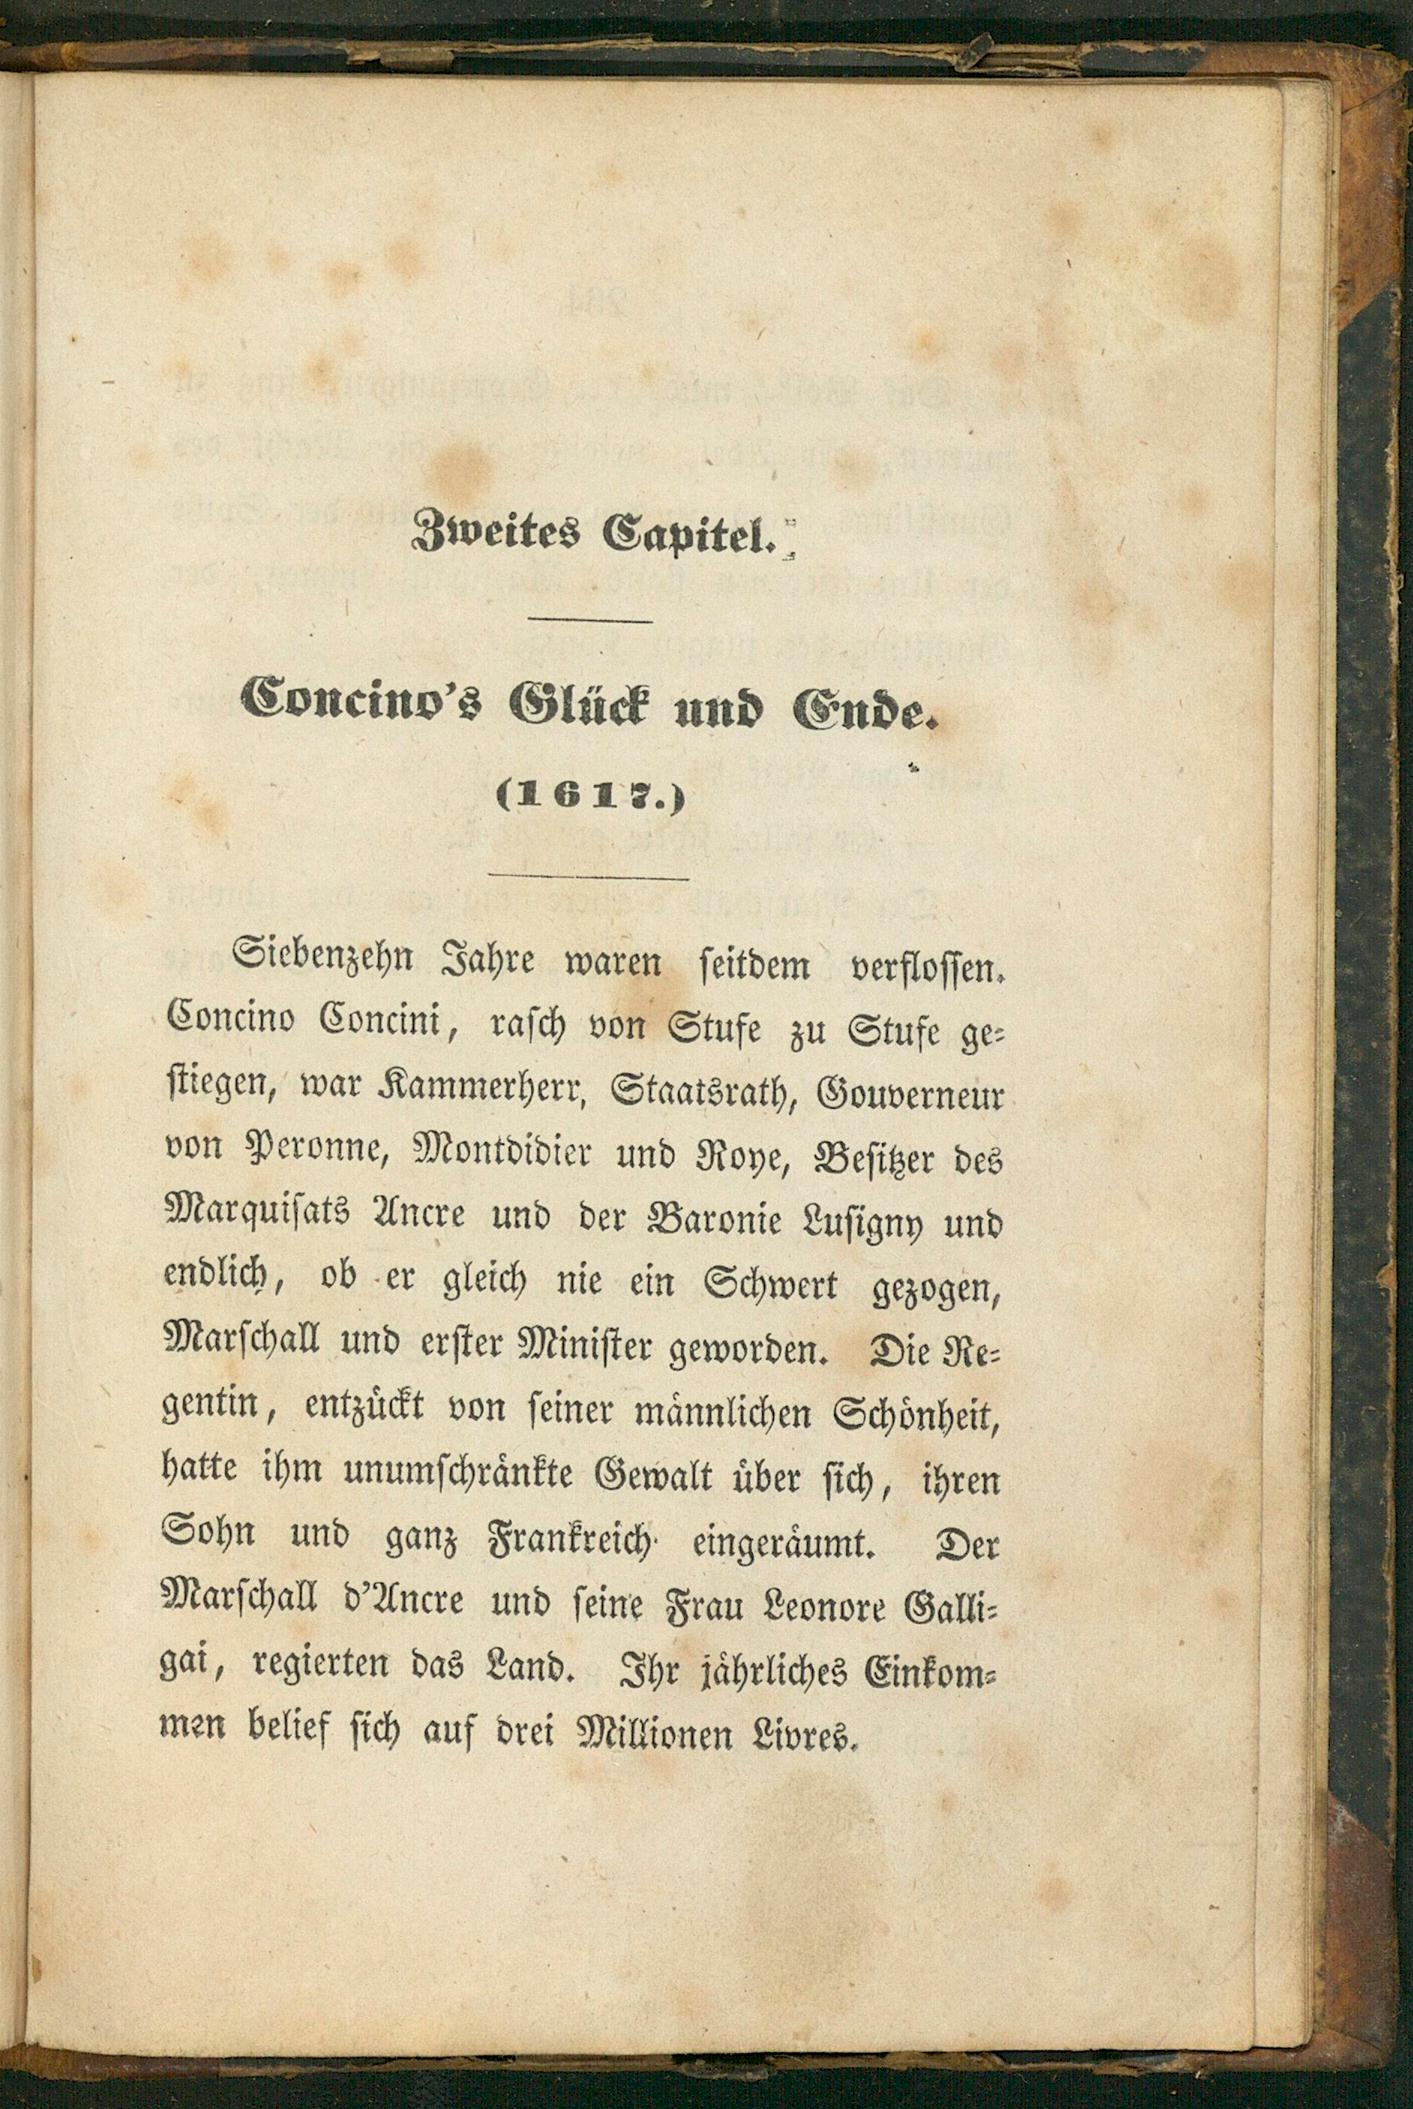 Zweites Capitel.
Concino's Glück und Ende.
(1617.)
Siebenzehn Jahre waren seitdem verflossen.
Concino Concini, rasch von Stufe zu Stufe ge-
stiegen, war Kammerherr, Staatsrath, Gouverneur
von Peronne, Montdidier und Roye, Besitzer des
Marquisats Ancre und der Baronie Lusigny und
endlich, ob er gleich nie ein Schwert gezogen,
Marschall und erster Minister geworden. Die Re-
gentin, entzückt von seiner männlichen Schönheit,
hatte ihm unumschränkte Gewalt über sich, ihren
Sohn und ganz Frankreich eingeräumt. Der
Marschall d'Ancre und seine Frau Leonore Galli-
gai, regierten das Land. Ihr jährliches Einkom-
men belief sich auf drei Millionen Livres.